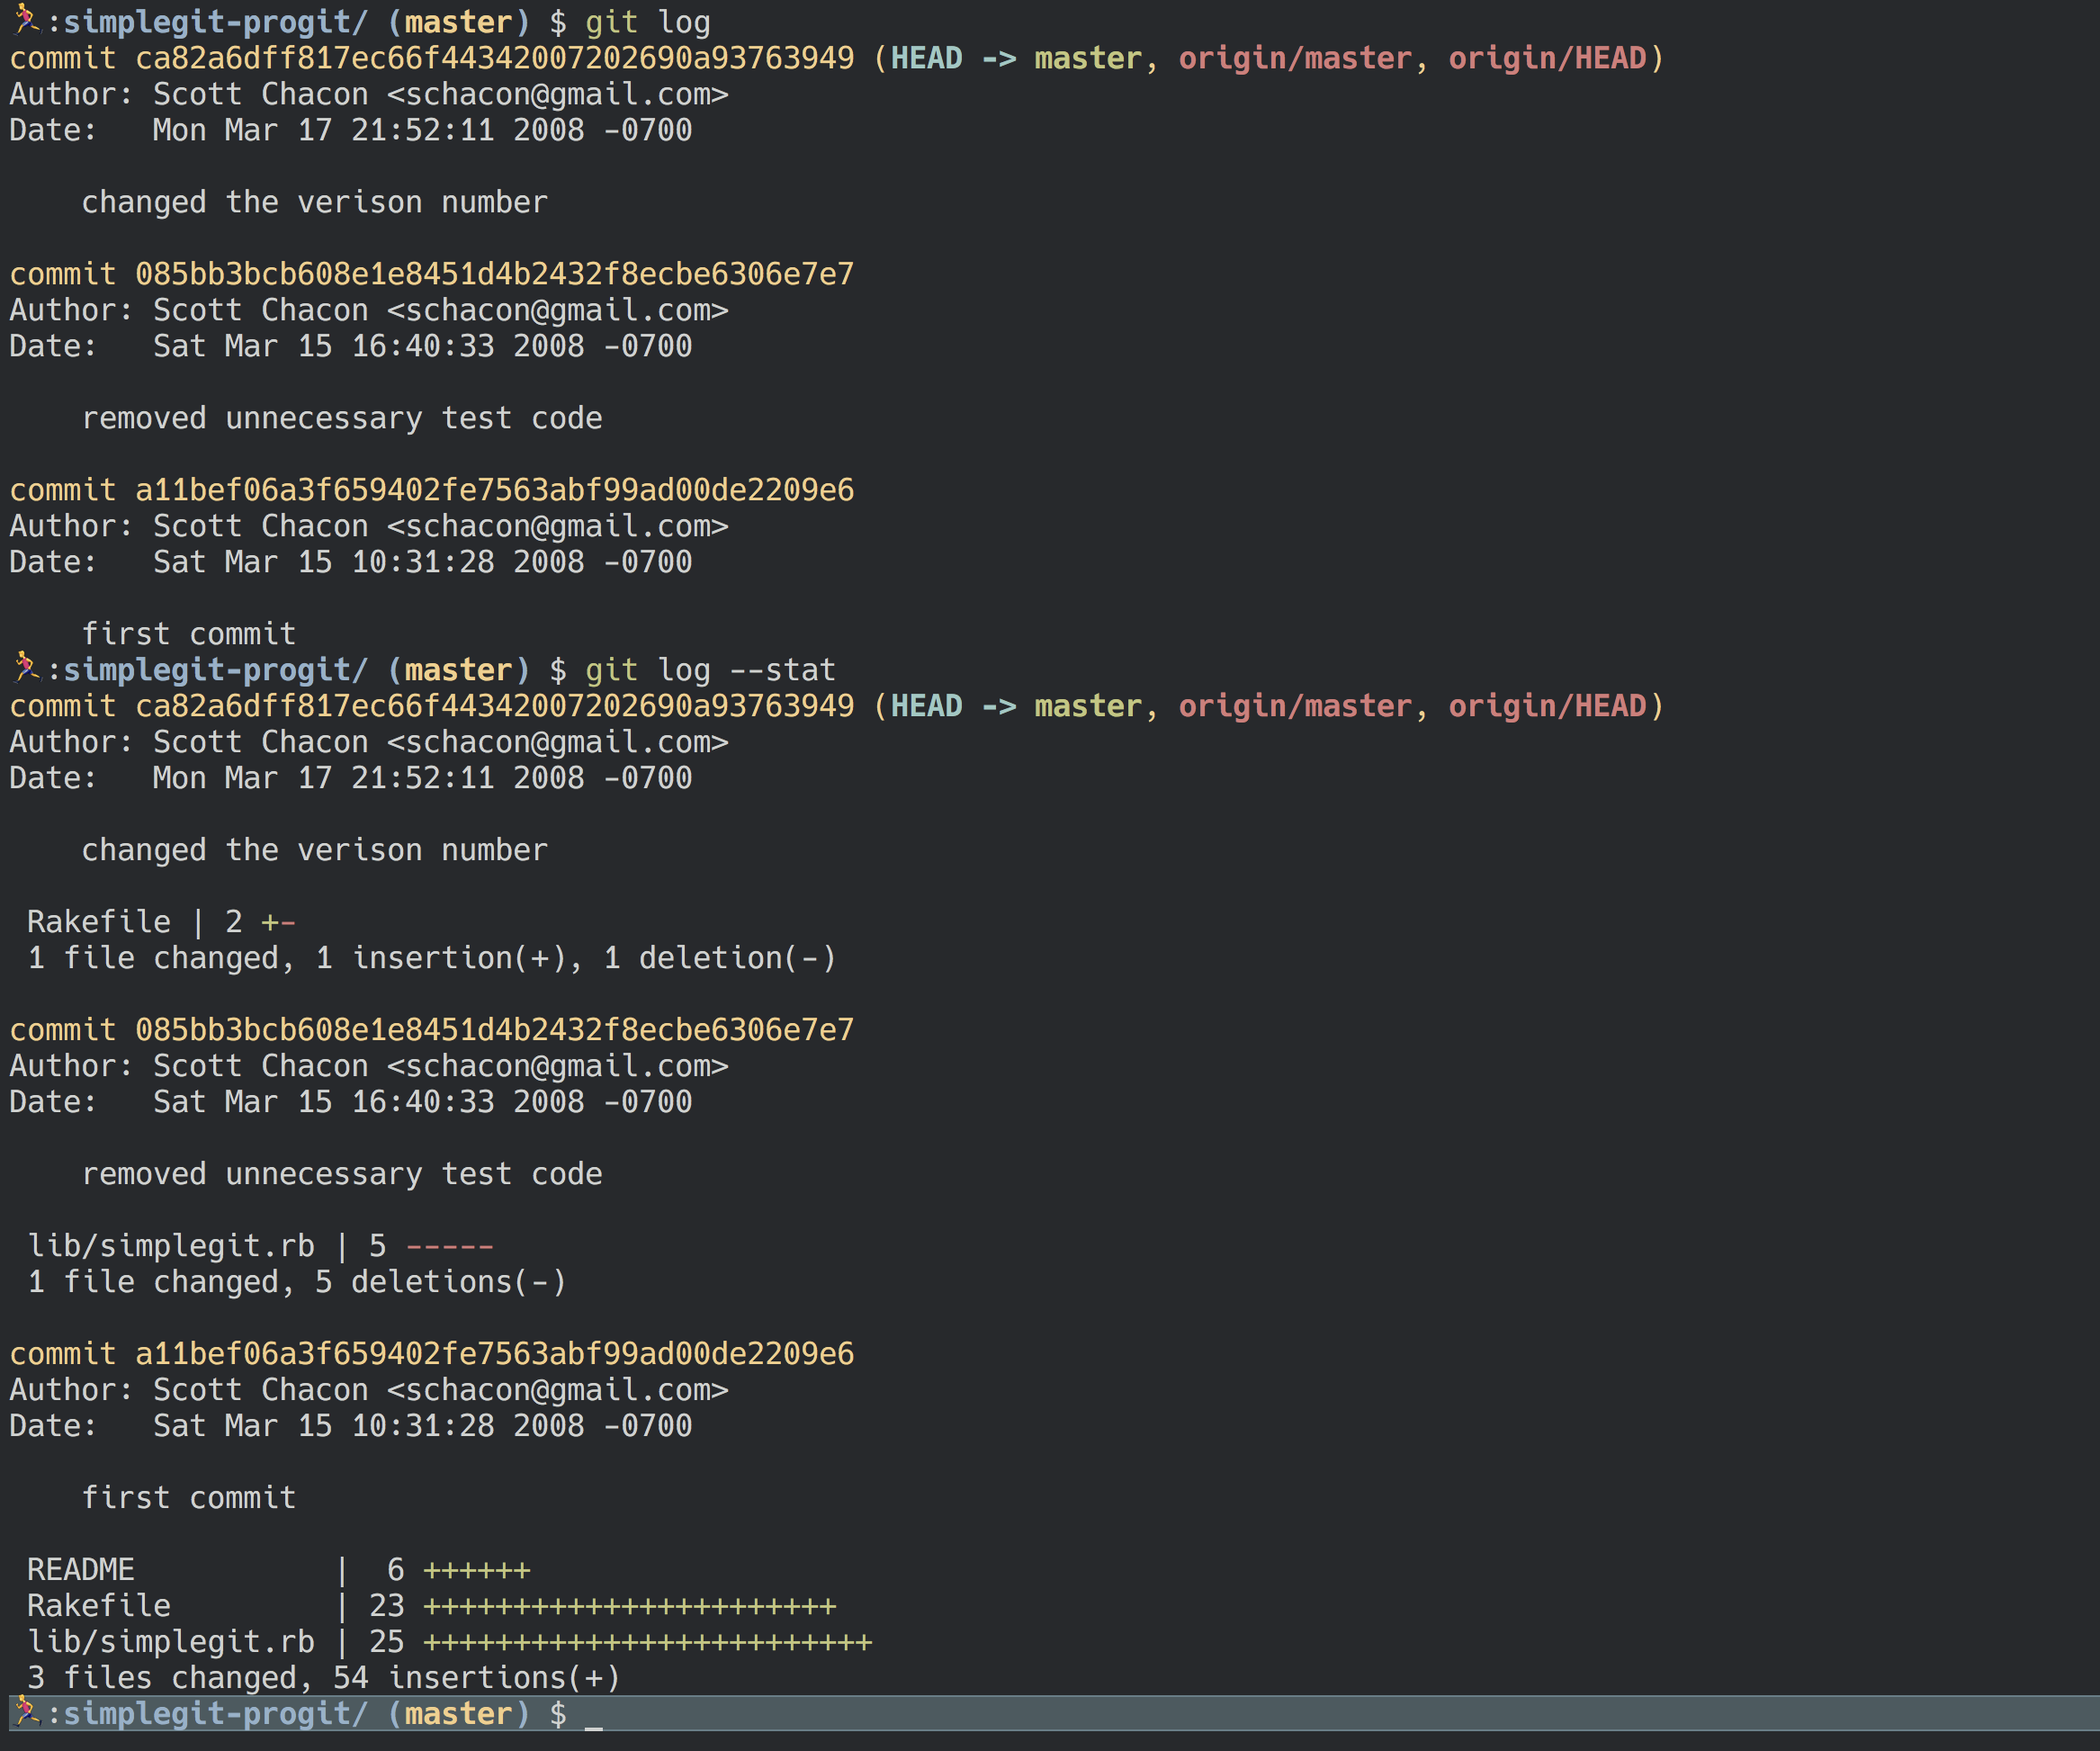 🏃:simplegit-progit/ (master) $ git log
commit ca82a6dff817ec66f44342007202690a93763949 (HEAD -> master, origin/master, origin/HEAD)
Author: Scott Chacon <schacon@gmail.com>
Date:   Mon Mar 17 21:52:11 2008 -0700

    changed the verison number

commit 085bb3bcb608e1e8451d4b2432f8ecbe6306e7e7
Author: Scott Chacon <schacon@gmail.com>
Date:   Sat Mar 15 16:40:33 2008 -0700

    removed unnecessary test code

commit a11bef06a3f659402fe7563abf99ad00de2209e6
Author: Scott Chacon <schacon@gmail.com>
Date:   Sat Mar 15 10:31:28 2008 -0700

    first commit
🏃:simplegit-progit/ (master) $ git log --stat
commit ca82a6dff817ec66f44342007202690a93763949 (HEAD -> master, origin/master, origin/HEAD)
Author: Scott Chacon <schacon@gmail.com>
Date:   Mon Mar 17 21:52:11 2008 -0700

    changed the verison number

 Rakefile | 2 +-
 1 file changed, 1 insertion(+), 1 deletion(-)

commit 085bb3bcb608e1e8451d4b2432f8ecbe6306e7e7
Author: Scott Chacon <schacon@gmail.com>
Date:   Sat Mar 15 16:40:33 2008 -0700

    removed unnecessary test code

 lib/simplegit.rb | 5 -----
 1 file changed, 5 deletions(-)

commit a11bef06a3f659402fe7563abf99ad00de2209e6
Author: Scott Chacon <schacon@gmail.com>
Date:   Sat Mar 15 10:31:28 2008 -0700

    first commit

 README           |  6 ++++++
 Rakefile         | 23 +++++++++++++++++++++++
 lib/simplegit.rb | 25 +++++++++++++++++++++++++
 3 files changed, 54 insertions(+)
🏃:simplegit-progit/ (master) $ _